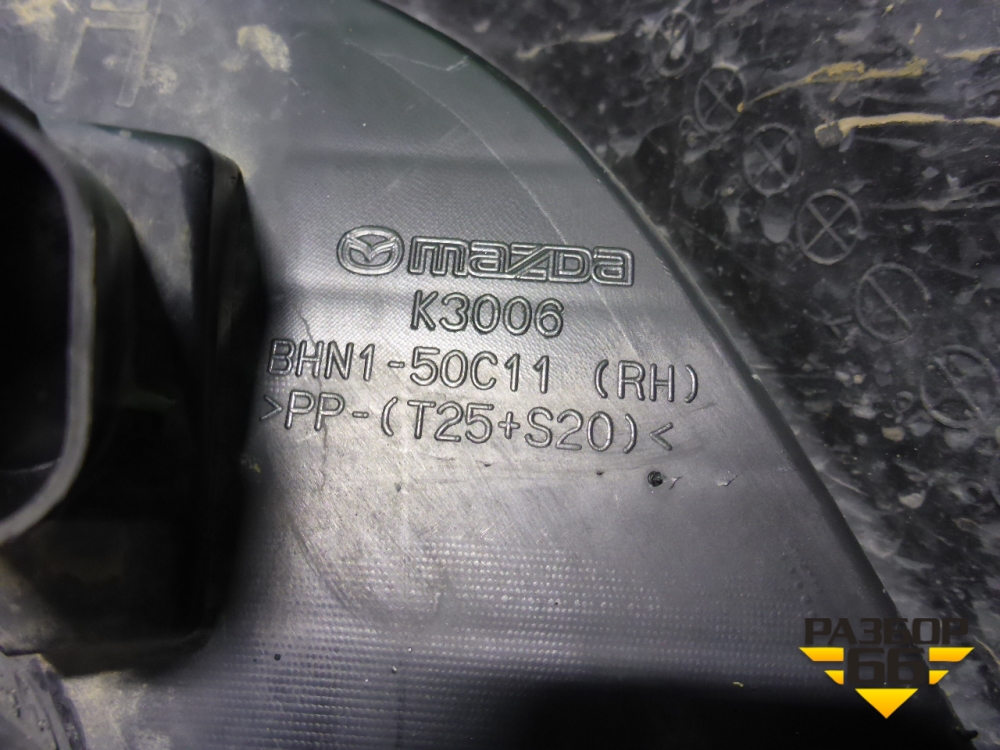 H
mazda
K3006
BHN1-50C11 (RH)
>PP-(T25+S20)<
РАЗБОР
66